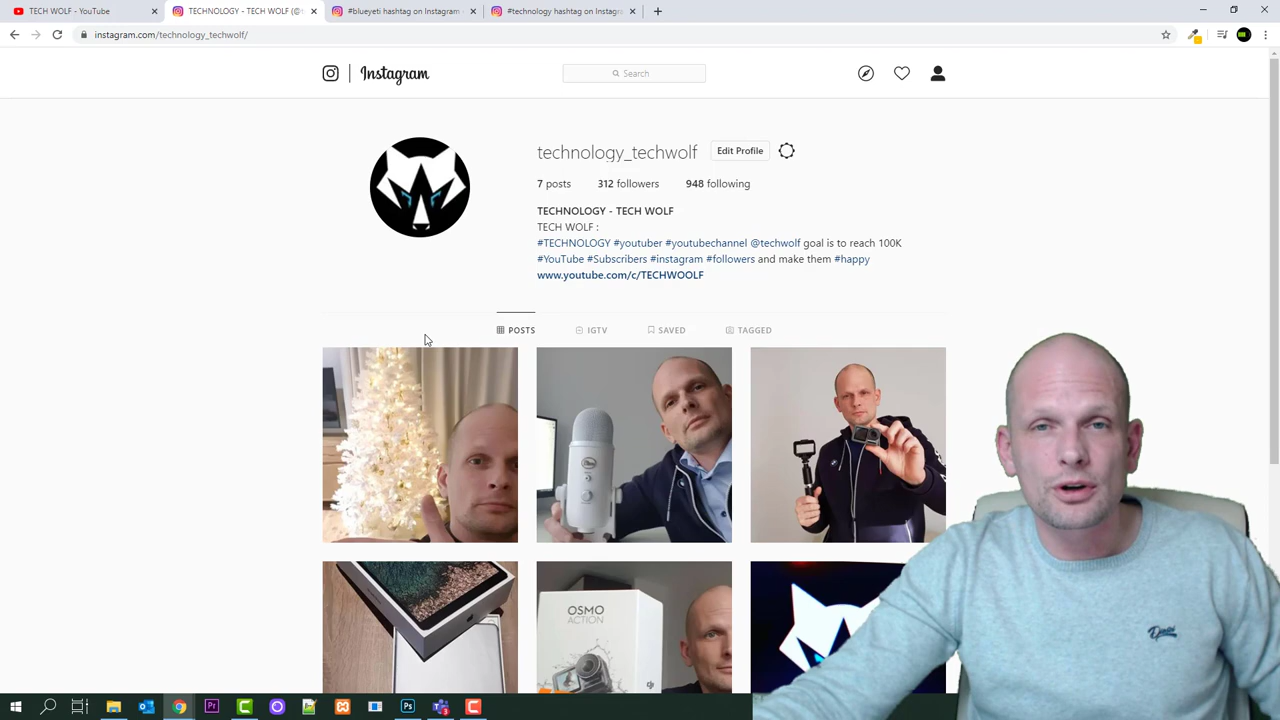 TECH WOLF - YouTube
TECHNOLOGY - TECH WOLF (@t
#blueyeti hashtag on Instagram -
#technology hashtag on Instagram
instagram.com/technology_techwolf/
Instagram
Search
technology_techwolf
Edit Profile
7 posts 312 followers 948 following
TECHNOLOGY - TECH WOLF
TECH WOLF :
#TECHNOLOGY #youtuber #youtubechannel @techwolf goal is to reach 100K
#YouTube #Subscribers #instagram #followers and make them #happy
www.youtube.com/c/TECHWOOLF
POSTS IGTV SAVED TAGGED
Blue
OSMO
ACTION
dji